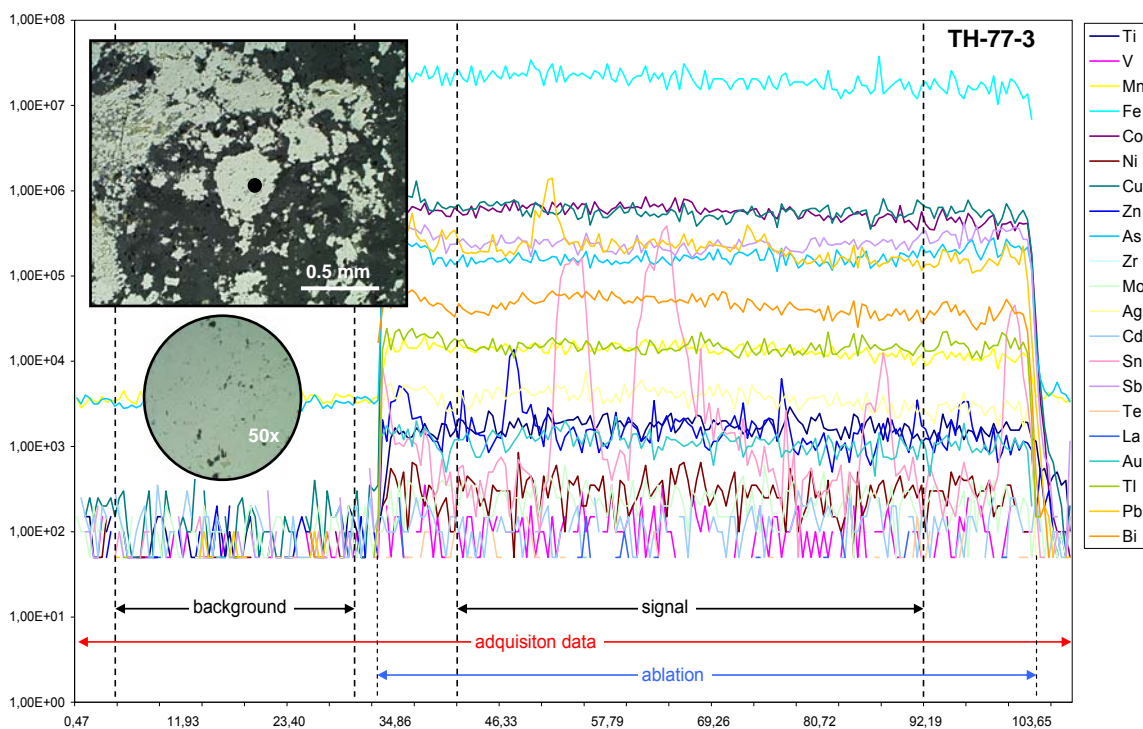 TH-77-3
1,00E+08
1,00E+07
1,00E+06
1,00E+05
1,00E+04
1,00E+03
1,00E+02
1,00E+01
1,00E+00
0.5 mm
50x
background
signal
adquisiton data
ablation
0,47 11,93 23,40 34,86 46,33 57,79 69,26 80,72 92,19 103,65
Ti
V
Mn
Fe
Co
Ni
Cu
Zn
As
Zr
Mo
Ag
Cd
Sn
Sb
Te
La
Au
Tl
Pb
Bi